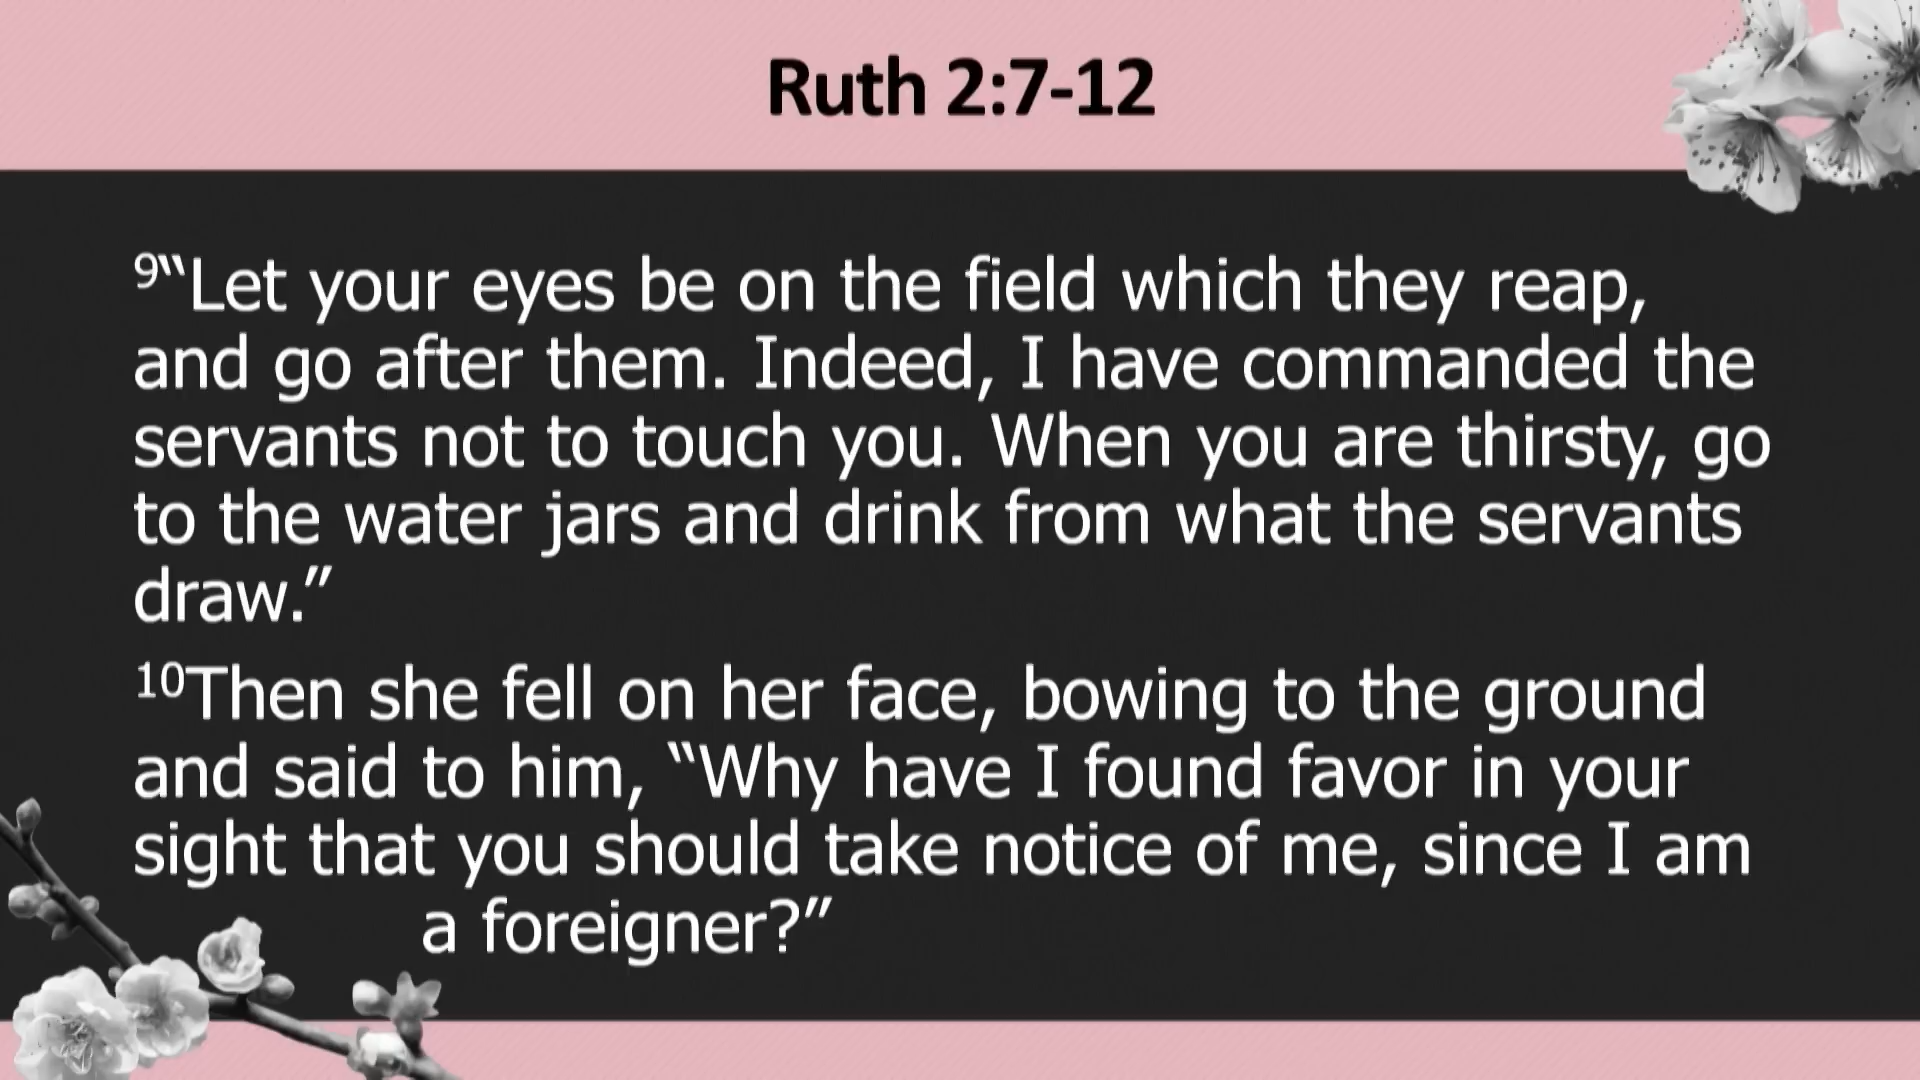 Ruth 2:7-12
⁹“Let your eyes be on the field which they reap,
and go after them. Indeed, I have commanded the
servants not to touch you. When you are thirsty, go
to the water jars and drink from what the servants
draw.”
¹⁰Then she fell on her face, bowing to the ground
and said to him, “Why have I found favor in your
sight that you should take notice of me, since I am
a foreigner?”